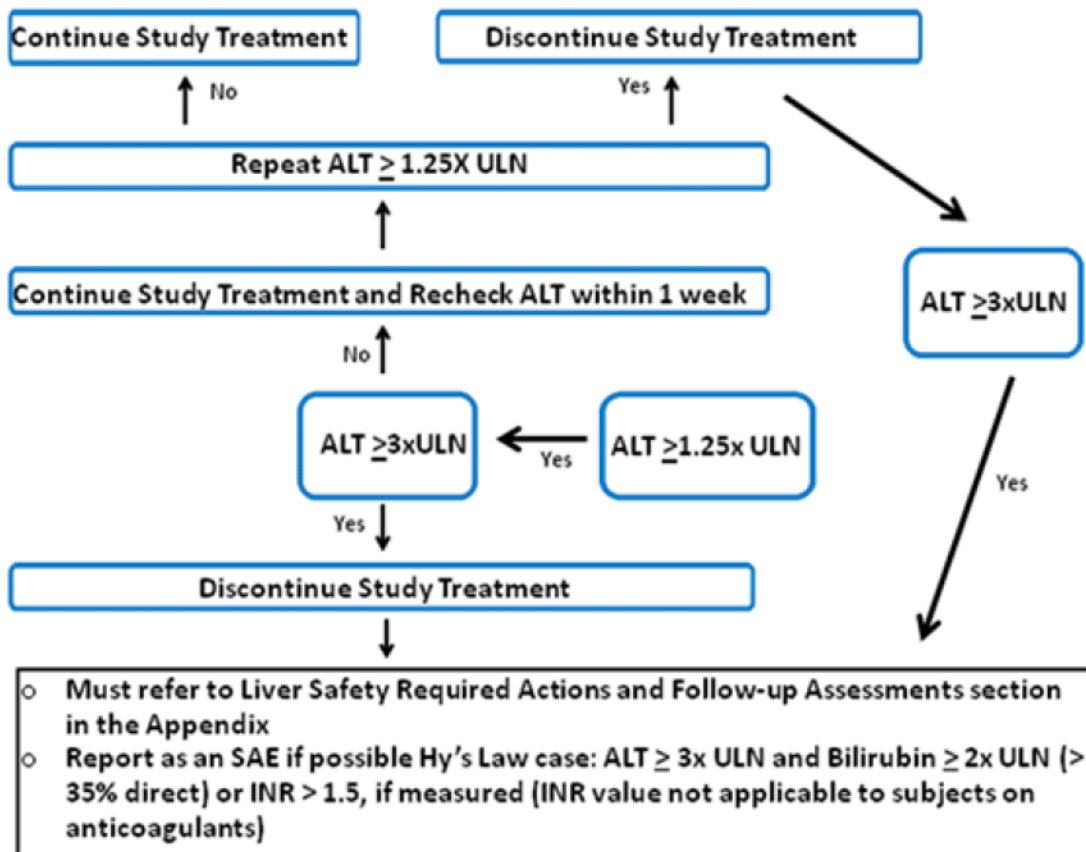 Continue Study Treatment
Discontinue Study Treatment
No
Yes
Repeat ALT ≥ 1.25X ULN
Continue Study Treatment and Recheck ALT within 1 week
ALT ≥3xULN
No
ALT ≥3xULN
Yes
ALT ≥1.25x ULN
Yes
Yes
Discontinue Study Treatment
o Must refer to Liver Safety Required Actions and Follow-up Assessments section
in the Appendix
o Report as an SAE if possible Hy's Law case: ALT ≥ 3x ULN and Bilirubin ≥ 2x ULN (>
35% direct) or INR > 1.5, if measured (INR value not applicable to subjects on
anticoagulants)